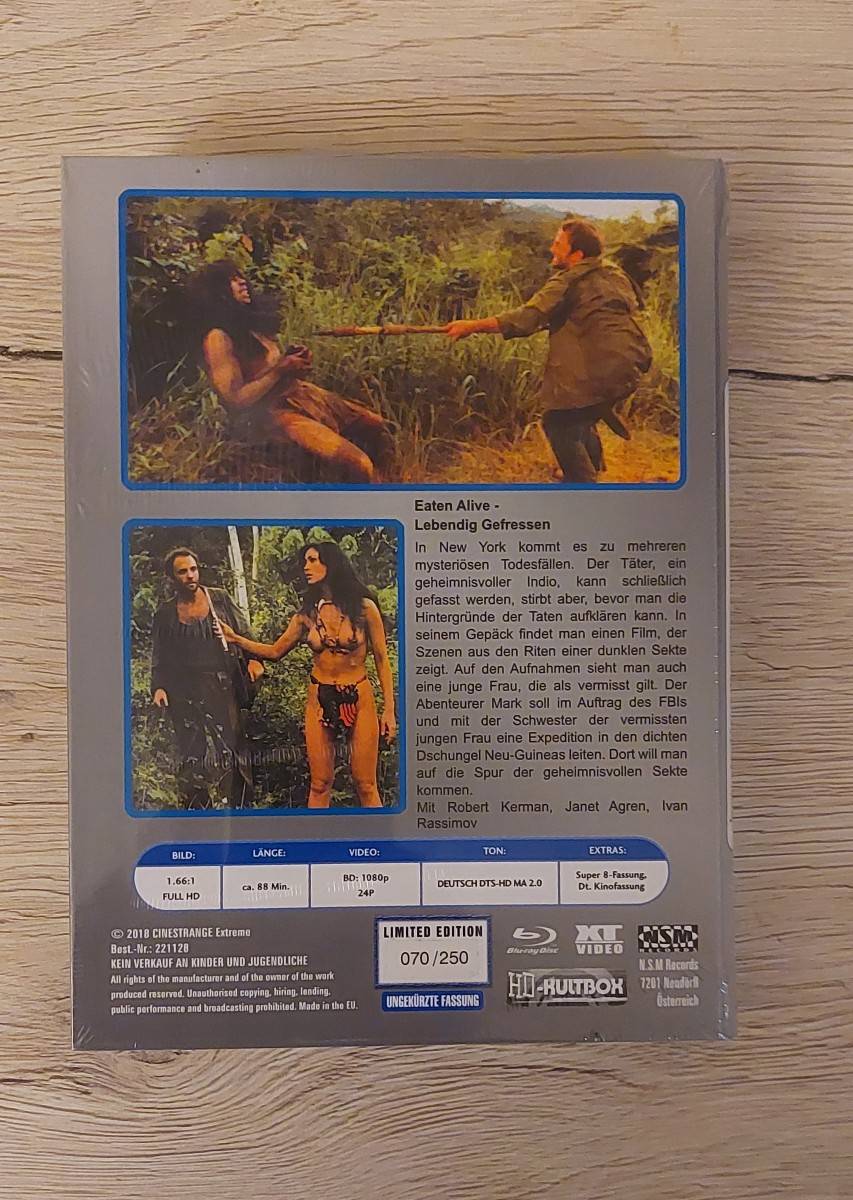 Eaten Alive -
Lebendig Gefressen
In New York kommt es zu mehreren
mysteriösen Todesfällen. Der Täter, ein
geheimnisvoller Indio, kann schließlich
gefasst werden, stirbt aber, bevor man die
Hintergründe der Taten aufklären kann. In
seinem Gepäck findet man einen Film, der
Szenen aus den Riten einer dunklen Sekte
zeigt. Auf den Aufnahmen sieht man auch
eine junge Frau, die als vermisst gilt. Der
Abenteurer Mark soll im Auftrag des FBIs
und mit der Schwester der vermissten
jungen Frau eine Expedition in den dichten
Dschungel Neu-Guineas leiten. Dort will man
auf die Spur der geheimnisvollen Sekte
kommen.
Mit Robert Kerman, Janet Agren, Ivan
Rassimov
BILD: LÄNGE: VIDEO: TON: EXTRAS:
1.66:1
FULL HD
ca. 88 Min.
BD: 1080p
24P
DEUTSCH DTS-HD MA 2.0
Super 8-Fassung,
Dt. Kinofassung
© 2018 CINESTRANGE Extreme
Best.-Nr.: 221128
KEIN VERKAUF AN KINDER UND JUGENDLICHE
All rights of the manufacturer and of the owner of the work
produced reserved. Unauthorised copying, hiring, lending,
public performance and broadcasting prohibited. Made in the EU.
LIMITED EDITION
070/250
UNGEKÜRZTE FASSUNG
Blu-ray Disc
XT
VIDEO
NSM
HD-KULTBOX
N.S.M Records
7201 Neudörfl
Österreich